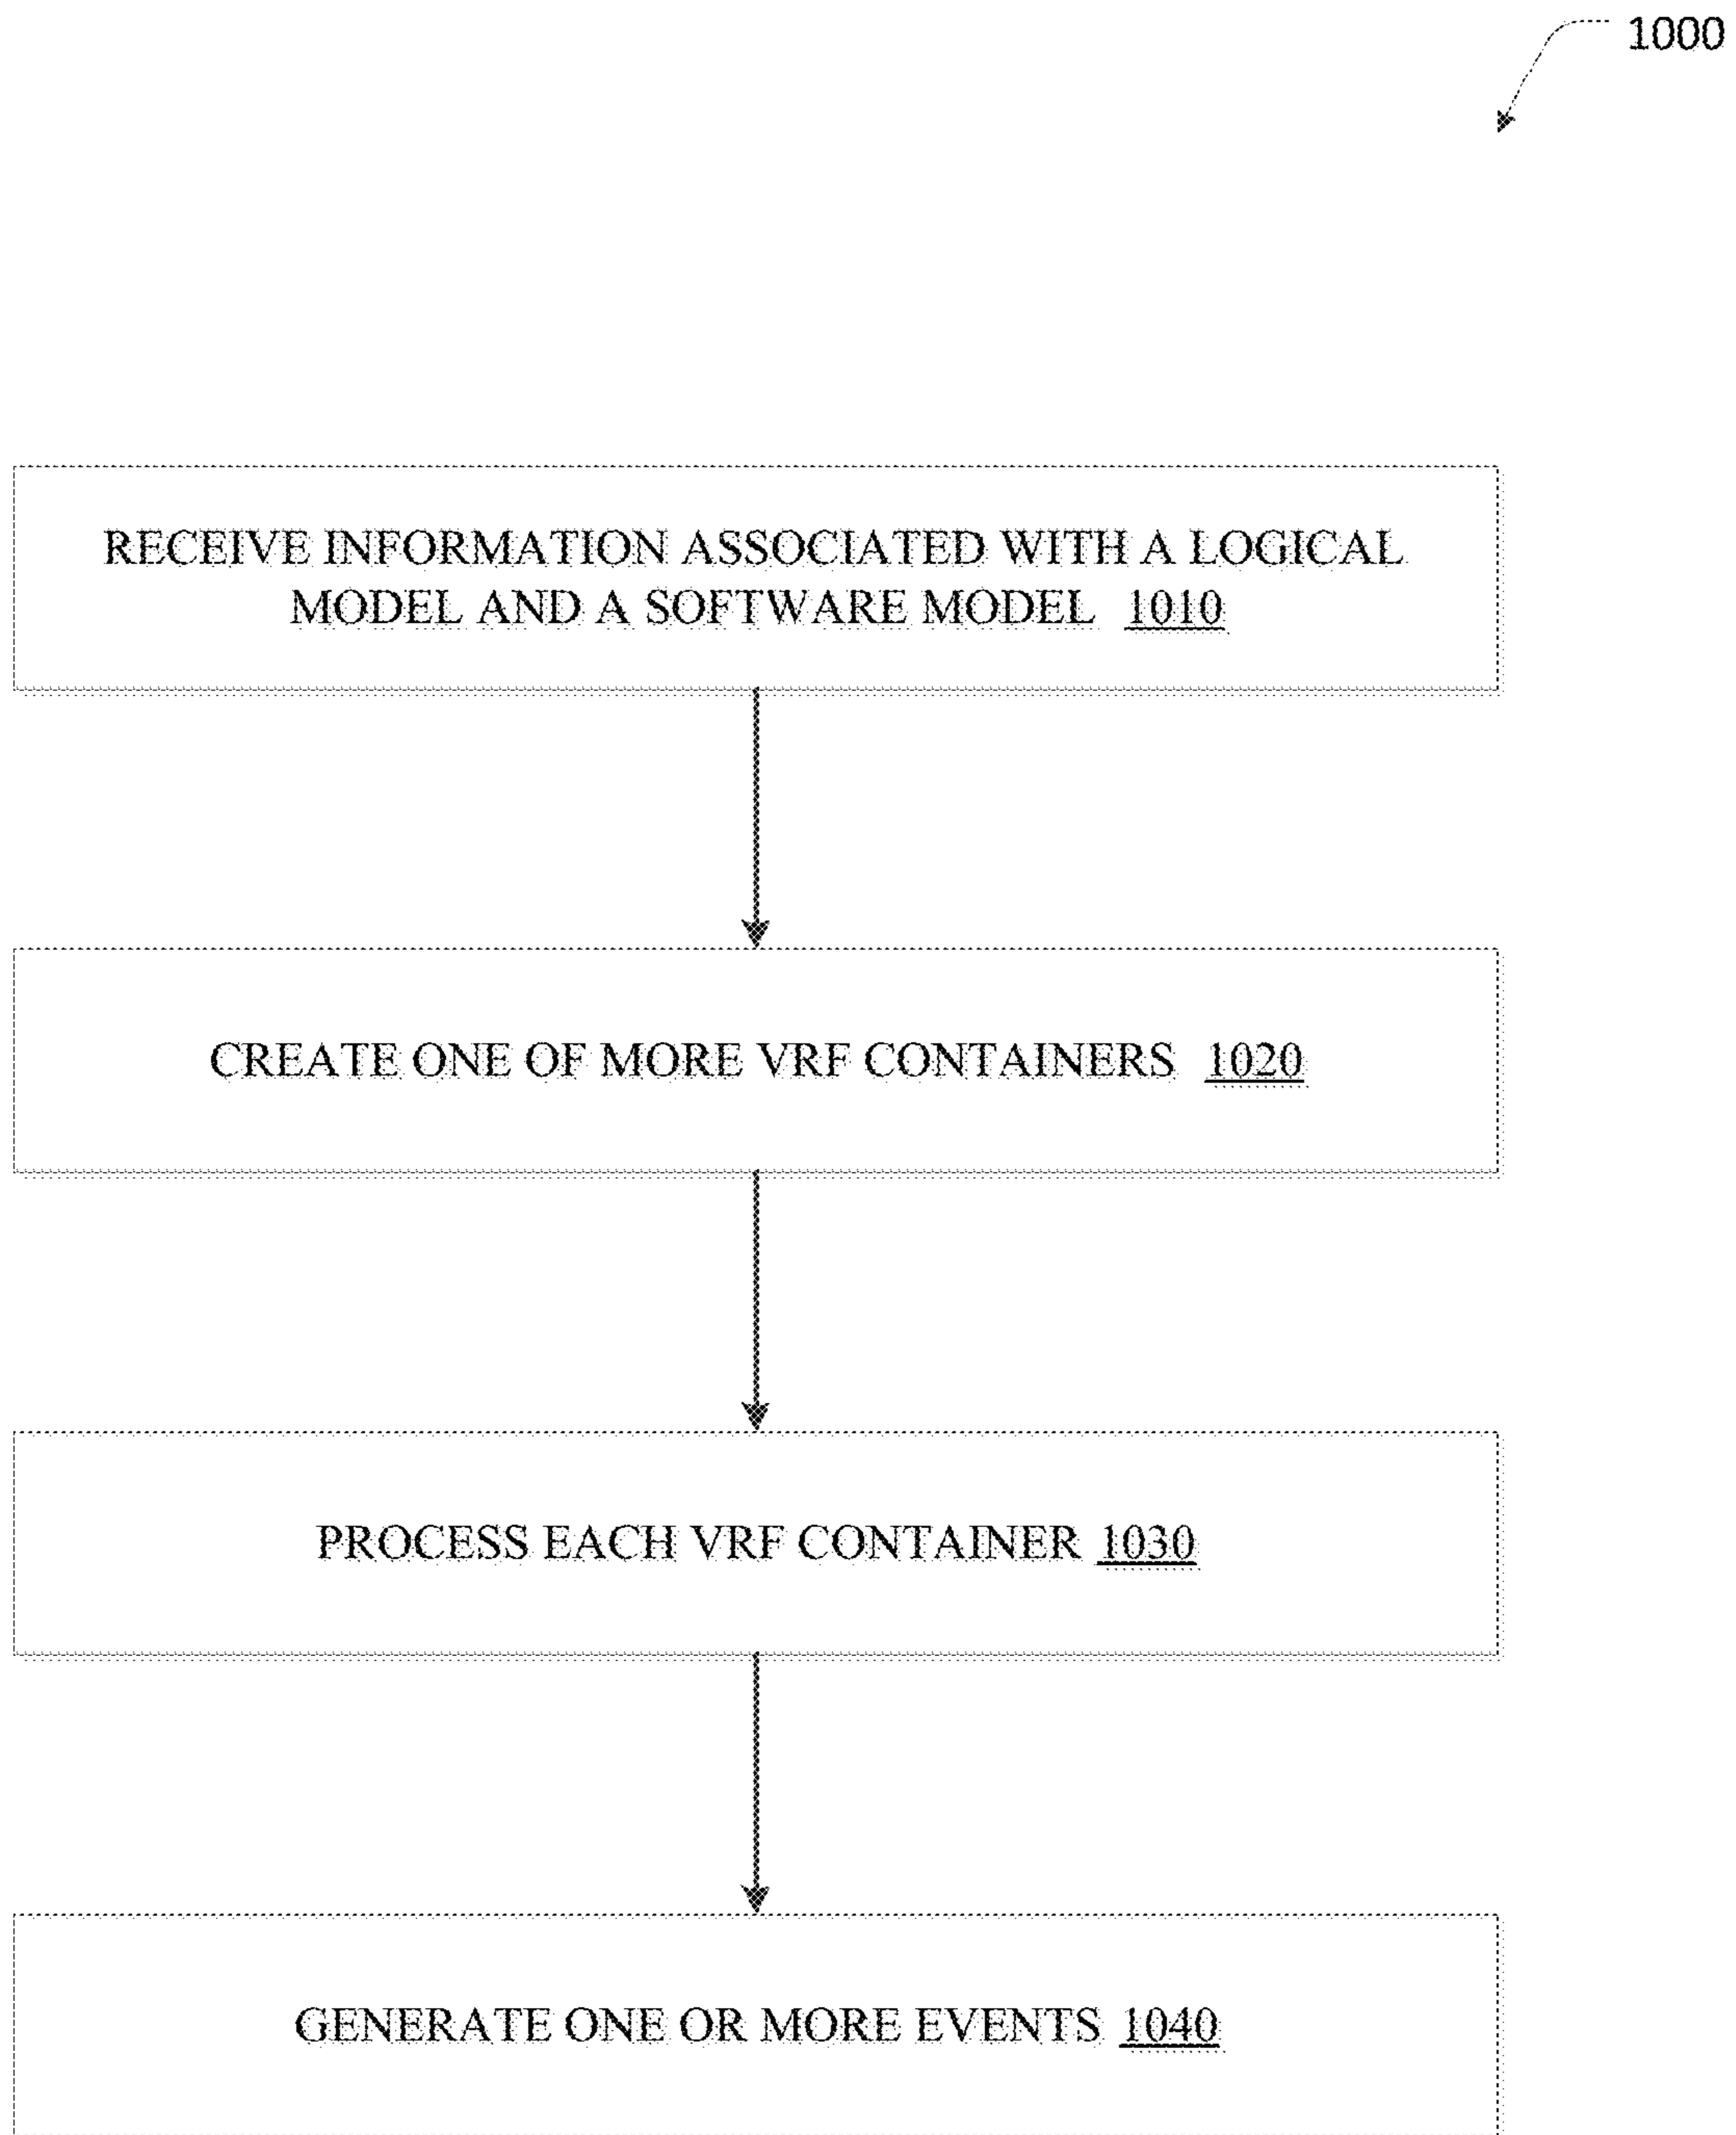 1000
RECEIVE INFORMATION ASSOCIATED WITH A LOGICAL
MODEL AND A SOFTWARE MODEL 1010
CREATE ONE OF MORE VRF CONTAINERS 1020
PROCESS EACH VRF CONTAINER 1030
GENERATE ONE OR MORE EVENTS 1040